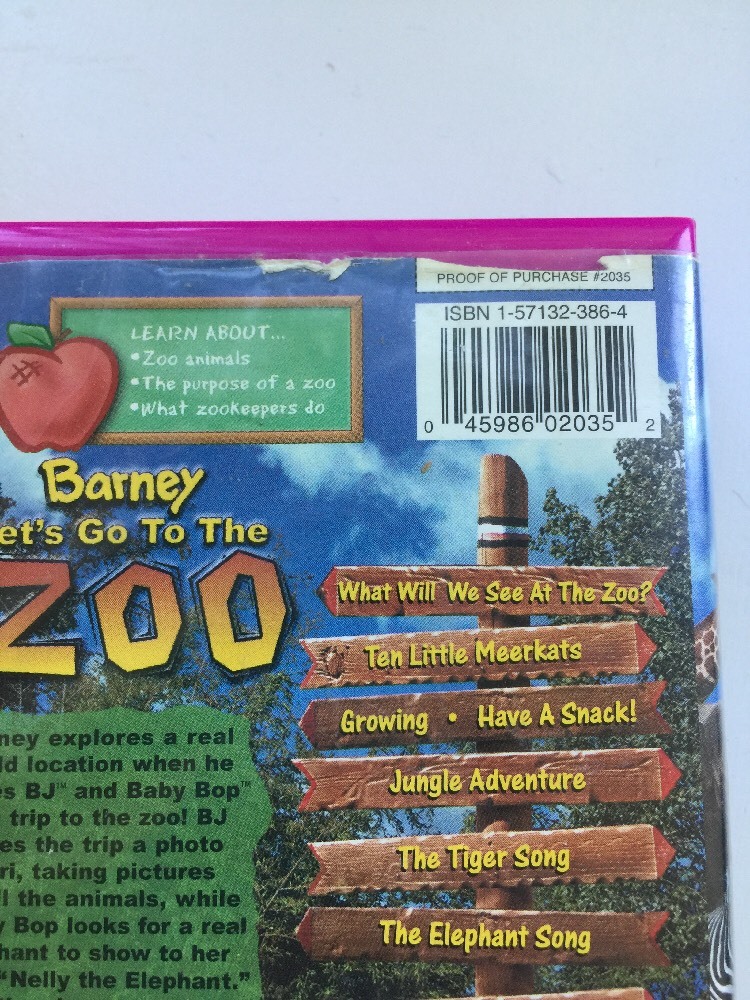 PROOF OF PURCHASE #2035
ISBN 1-57132-386-4
0 45986 02035 2
LEARN ABOUT...
•Zoo animals
•The purpose of a zoo
•What zookeepers do
Barney
et's Go To The
ZOO
ney explores a real
ld location when he
es BJ™ and Baby Bop™
trip to the zoo! BJ
es the trip a photo
ri, taking pictures
l the animals, while
y Bop looks for a real
hant to show to her
"Nelly the Elephant."
What Will We See At The Zoo?
Ten Little Meerkats
Growing • Have A Snack!
Jungle Adventure
The Tiger Song
The Elephant Song